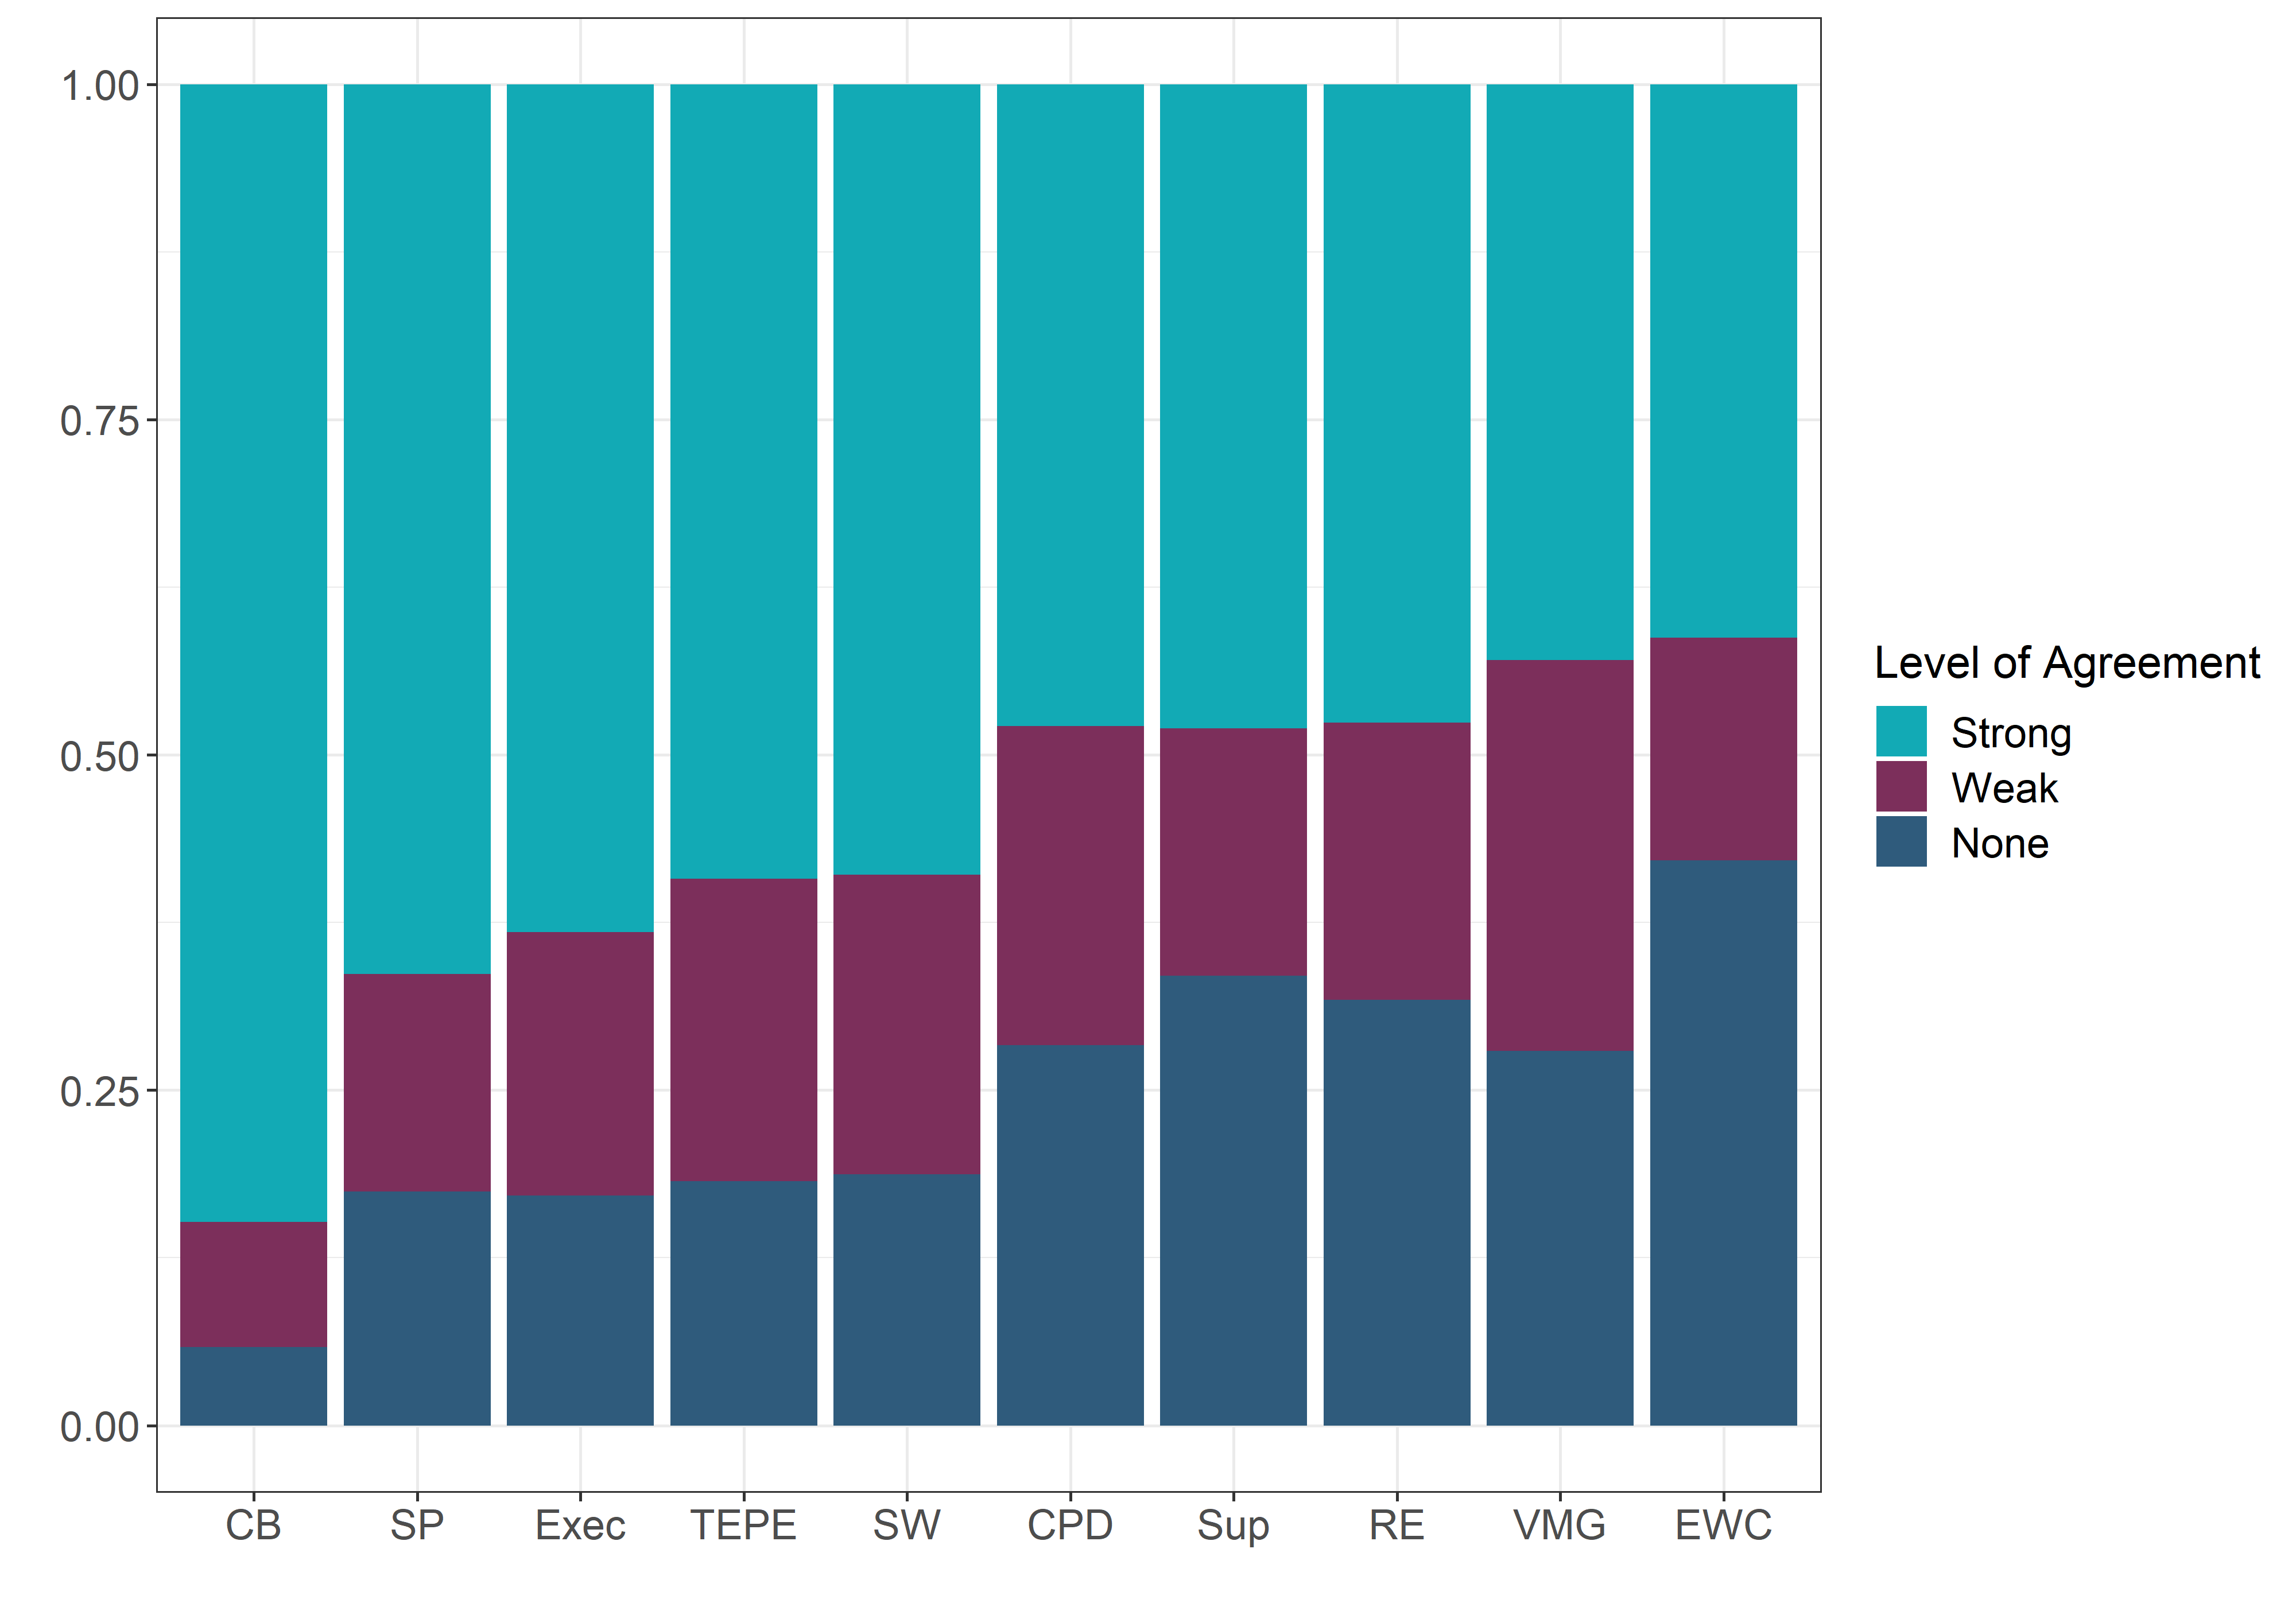 1.00
0.75
0.50
0.25
0.00
CB SP Exec TEPE SW CPD Sup RE VMG EWC
Level of Agreement
Strong
Weak
None